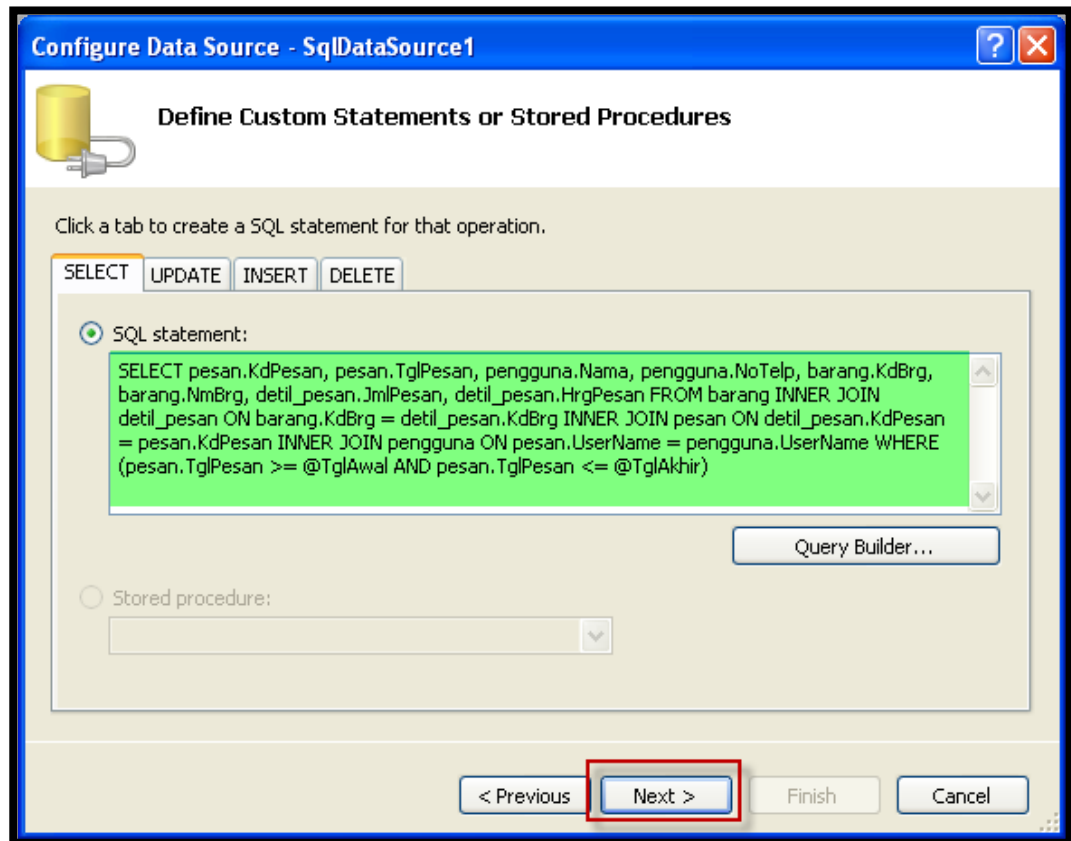 Configure Data Source - SqlDataSource1
Define Custom Statements or Stored Procedures
Click a tab to create a SQL statement for that operation.
SELECT UPDATE INSERT DELETE
SQL statement:
SELECT pesan.KdPesan, pesan.TglPesan, pengguna.Nama, pengguna.NoTelp, barang.KdBrg,
barang.NmBrg, detil_pesan.JmlPesan, detil_pesan.HrgPesan FROM barang INNER JOIN
detil_pesan ON barang.KdBrg = detil_pesan.KdBrg INNER JOIN pesan ON detil_pesan.KdPesan
= pesan.KdPesan INNER JOIN pengguna ON pesan.UserName = pengguna.UserName WHERE
(pesan.TglPesan >= @TglAwal AND pesan.TglPesan <= @TglAkhir)
Query Builder...
Stored procedure:
< Previous Next > Finish Cancel